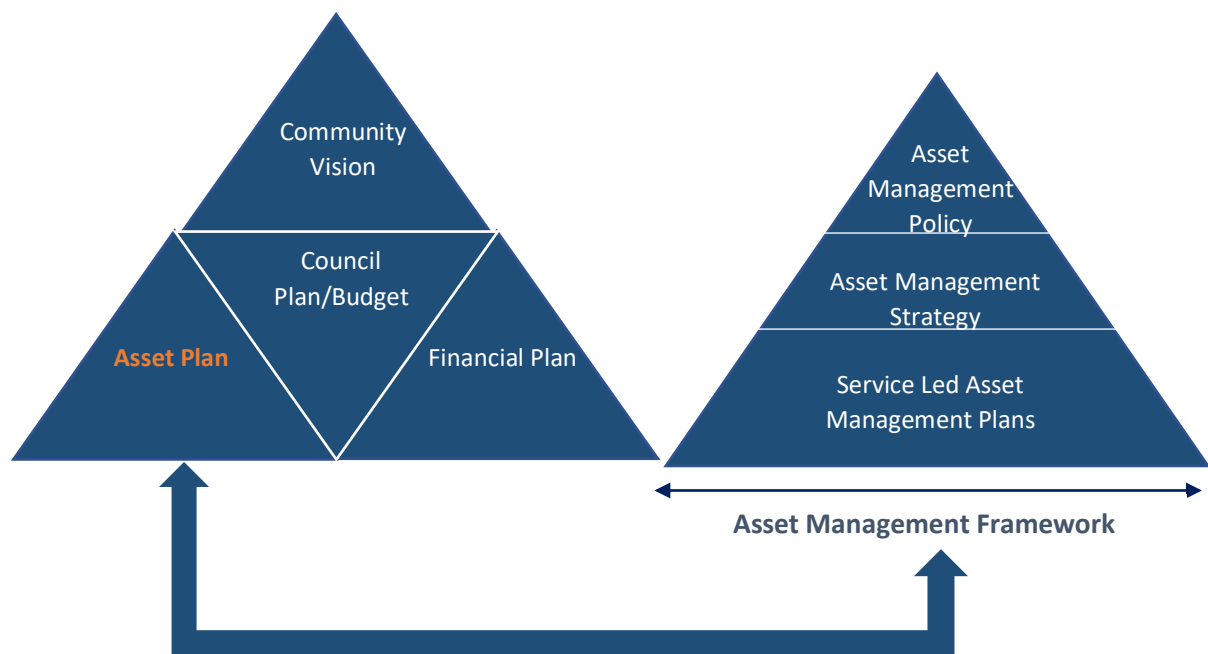 Community
Vision
Council
Plan/Budget
Asset Plan
Financial Plan
Asset
Management
Policy
Asset Management
Strategy
Service Led Asset
Management Plans
Asset Management Framework